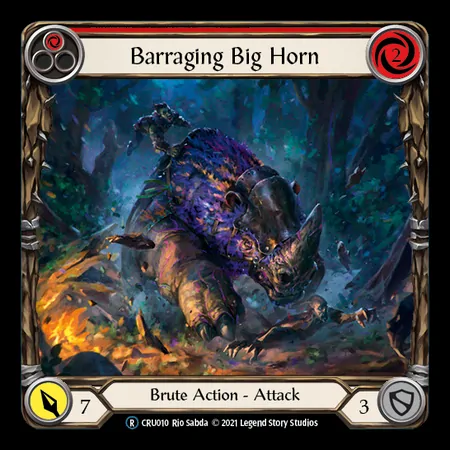 Barraging Big Horn
2
Brute Action - Attack
7
3
R CRU010 Rio Sabda © 2021 Legend Story Studios